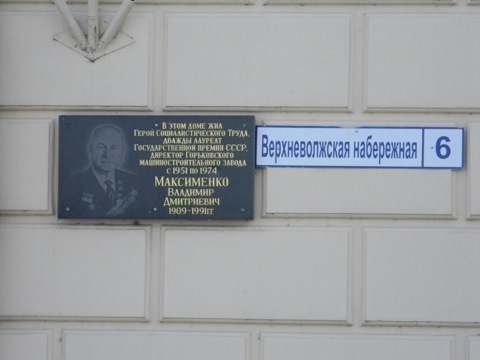 В ЭТОМ ДОМЕ ЖИЛ
ГЕРОЙ СОЦИАЛИСТИЧЕСКОГО ТРУДА,
ДВАЖДЫ ЛАУРЕАТ
ГОСУДАРСТВЕННОЙ ПРЕМИИ СССР,
ДИРЕКТОР ГОРЬКОВСКОГО
МАШИНОСТРОИТЕЛЬНОГО ЗАВОДА
С 1951 ПО 1974
МАКСИМЕНКО
ВЛАДИМИР
ДМИТРИЕВИЧ
1909-1991гг.
Верхневолжская набережная 6